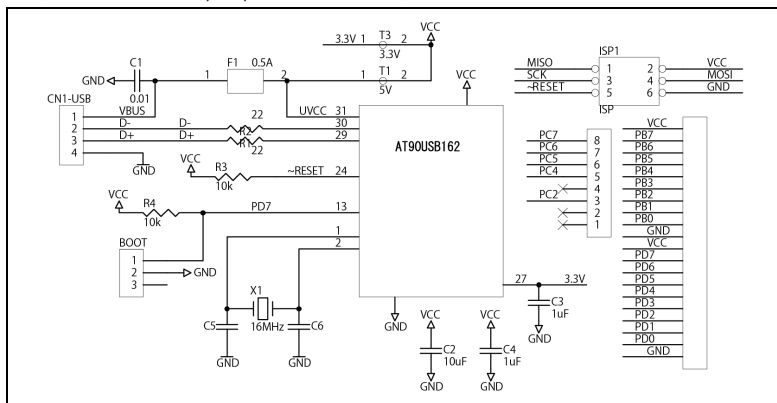 VCC
3.3V 1 T3 2
3.3V
C1
GND
0.01
F1 0.5A
1 2
1 T1 2
5V
ISP1
MISO 1 2 VCC
SCK 3 4 MOSI
~RESET 5 6 GND
ISP
CN1-USB
VBUS
1
2 D- D- 22 R2
3 D+ D+ R1 22
4
GND
UVCC 31
30
29
VCC
AT90USB162
VCC
R3
10k
~RESET 24
VCC
R4
10k
PD7 13
1
2
BOOT
1
2 GND
3
X1
16MHz
C5
C6
GND
GND
GND
27 3.3V
C3
1uF
GND
VCC
C2
10uF
GND
VCC
C4
1uF
GND
PC7 8
PC6 7
PC5 6
PC4 5
4
PC2 3
2
1
VCC
PB7
PB6
PB5
PB4
PB3
PB2
PB1
PB0
GND
VCC
PD7
PD6
PD5
PD4
PD3
PD2
PD1
PD0
GND